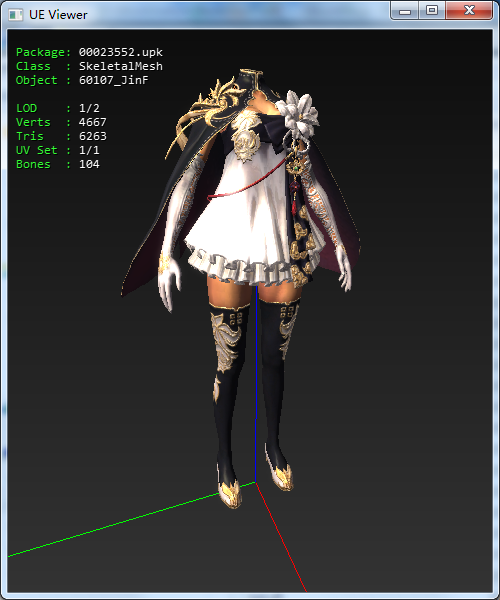 UE Viewer
Package: 00023552.upk
Class : SkeletalMesh
Object : 60107_JinF
LOD : 1/2
Verts : 4667
Tris : 6263
UV Set : 1/1
Bones : 104